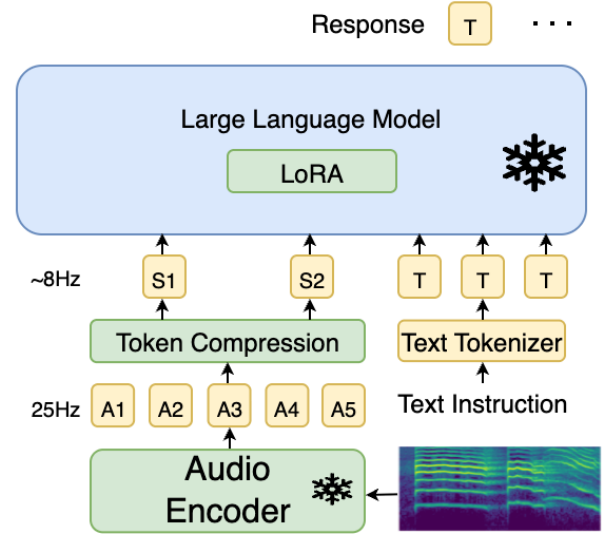 Response T ...
Large Language Model
LoRA
~8Hz S1 S2 T T T
Token Compression Text Tokenizer
25Hz A1 A2 A3 A4 A5 Text Instruction
Audio
Encoder